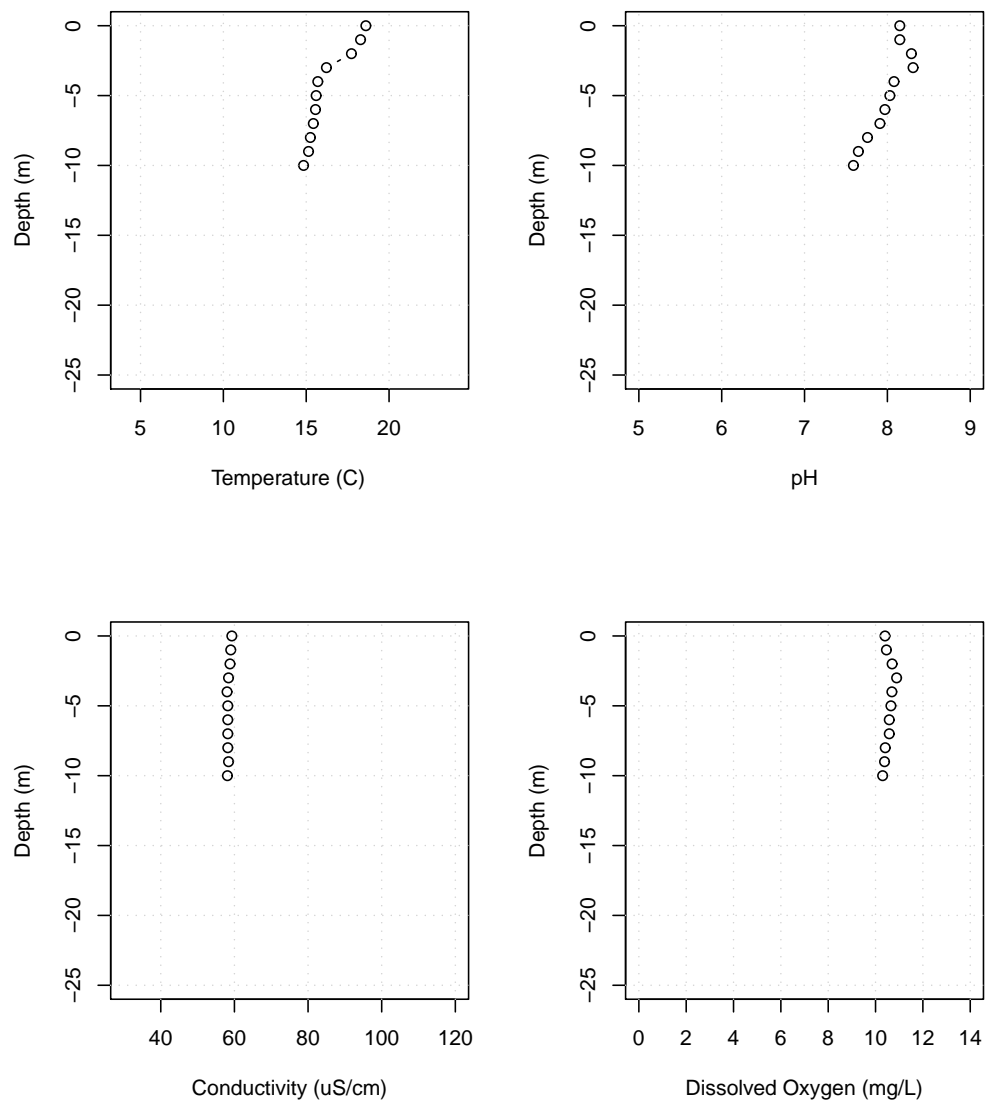 0
−5
−10
−15
−20
−25
Depth (m)
5 10 15 20
Temperature (C)
0
−5
−10
−15
−20
−25
Depth (m)
5 6 7 8 9
pH
0
−5
−10
−15
−20
−25
Depth (m)
40 60 80 100 120
Conductivity (uS/cm)
0
−5
−10
−15
−20
−25
Depth (m)
0 2 4 6 8 10 12 14
Dissolved Oxygen (mg/L)